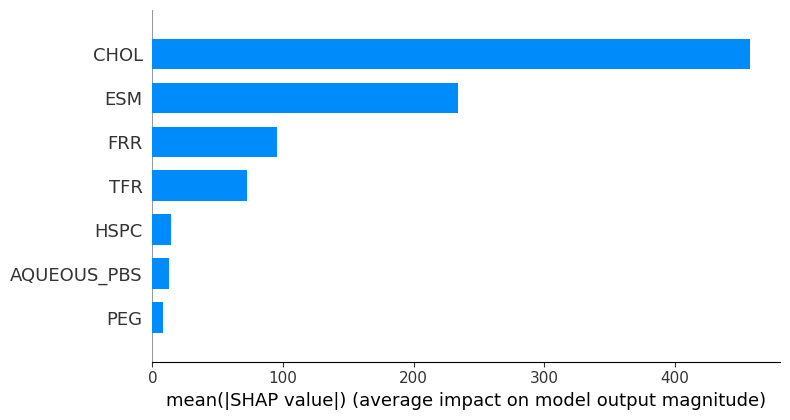 CHOL
ESM
FRR
TFR
HSPC
AQUEOUS_PBS
PEG
0 100 200 300 400
mean(|SHAP value|) (average impact on model output magnitude)